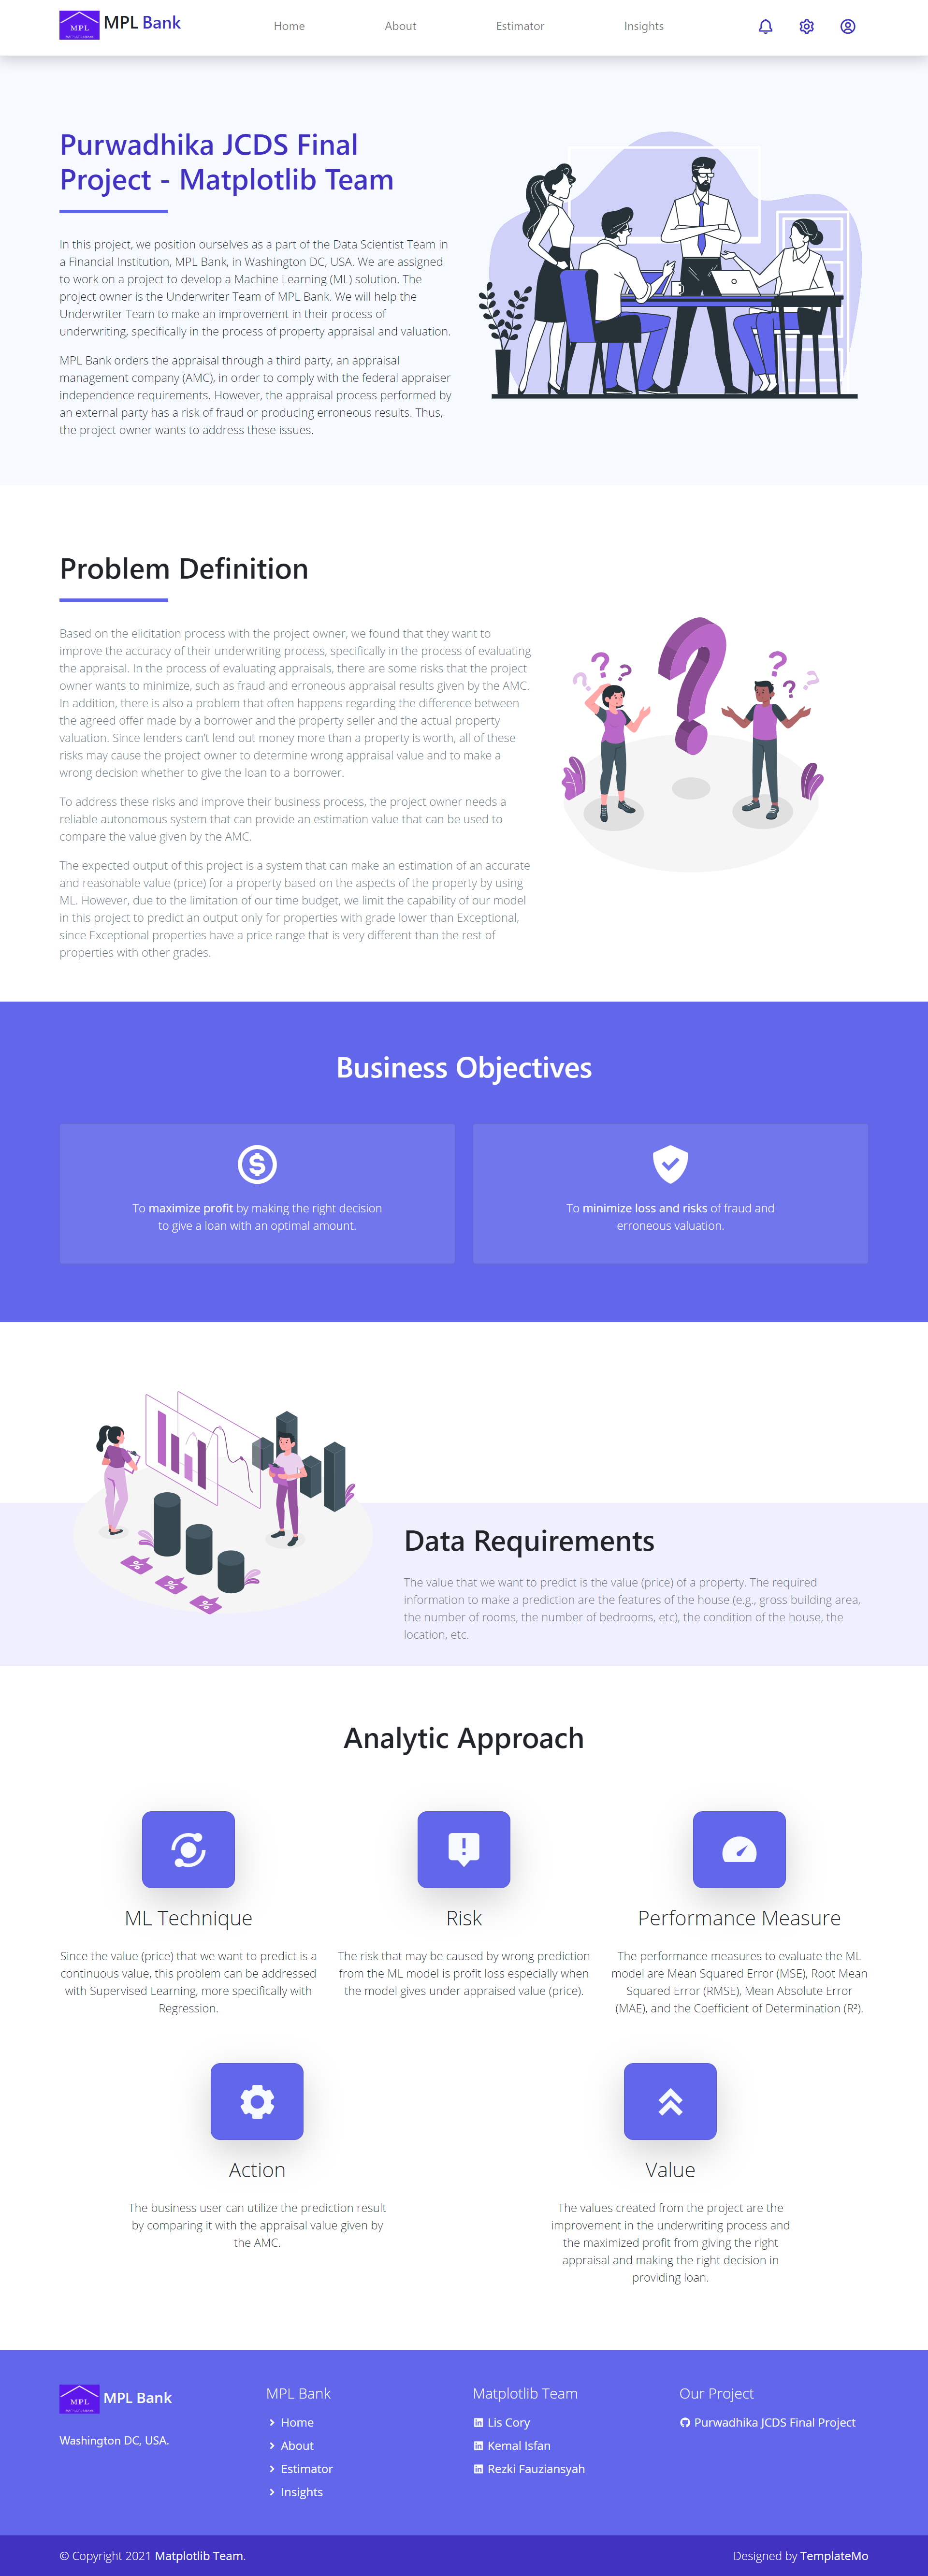 MPL
MPL Bank
Home
About
Estimator
Insights
Purwadhika JCDS Final
Project - Matplotlib Team
In this project, we position ourselves as a part of the Data Scientist Team in
a Financial Institution, MPL Bank, in Washington DC, USA. We are assigned
to work on a project to develop a Machine Learning (ML) solution. The
project owner is the Underwriter Team of MPL Bank. We will help the
Underwriter Team to make an improvement in their process of
underwriting, specifically in the process of property appraisal and valuation.
MPL Bank orders the appraisal through a third party, an appraisal
management company (AMC), in order to comply with the federal appraiser
independence requirements. However, the appraisal process performed by
an external party has a risk of fraud or producing erroneous results. Thus,
the project owner wants to address these issues.
Problem Definition
Based on the elicitation process with the project owner, we found that they want to
improve the accuracy of their underwriting process, specifically in the process of evaluating
the appraisal. In the process of evaluating appraisals, there are some risks that the project
owner wants to minimize, such as fraud and erroneous appraisal results given by the AMC.
In addition, there is also a problem that often happens regarding the difference between
the agreed offer made by a borrower and the property seller and the actual property
valuation. Since lenders can't lend out money more than a property is worth, all of these
risks may cause the project owner to determine wrong appraisal value and to make a
wrong decision whether to give the loan to a borrower.
To address these risks and improve their business process, the project owner needs a
reliable autonomous system that can provide an estimation value that can be used to
compare the value given by the AMC.
The expected output of this project is a system that can make an estimation of an accurate
and reasonable value (price) for a property based on the aspects of the property by using
ML. However, due to the limitation of our time budget, we limit the capability of our model
in this project to predict an output only for properties with grade lower than Exceptional,
since Exceptional properties have a price range that is very different than the rest of
properties with other grades.
Business Objectives
To maximize profit by making the right decision
to give a loan with an optimal amount.
To minimize loss and risks of fraud and
erroneous valuation.
Data Requirements
The value that we want to predict is the value (price) of a property. The required
information to make a prediction are the features of the house (e.g., gross building area,
the number of rooms, the number of bedrooms, etc), the condition of the house, the
location, etc.
Analytic Approach
ML Technique
Since the value (price) that we want to predict is a
continuous value, this problem can be addressed
with Supervised Learning, more specifically with
Regression.
Risk
The risk that may be caused by wrong prediction
from the ML model is profit loss especially when
the model gives under appraised value (price).
Performance Measure
The performance measures to evaluate the ML
model are Mean Squared Error (MSE), Root Mean
Squared Error (RMSE), Mean Absolute Error
(MAE), and the Coefficient of Determination (R²).
Action
The business user can utilize the prediction result
by comparing it with the appraisal value given by
the AMC.
Value
The values created from the project are the
improvement in the underwriting process and
the maximized profit from giving the right
appraisal and making the right decision in
providing loan.
MPL
MPL Bank
Washington DC, USA.
MPL Bank
Home
About
Estimator
Insights
Matplotlib Team
Lis Cory
Kemal Isfan
Rezki Fauziansyah
Our Project
Purwadhika JCDS Final Project
© Copyright 2021 Matplotlib Team.
Designed by TemplateMo